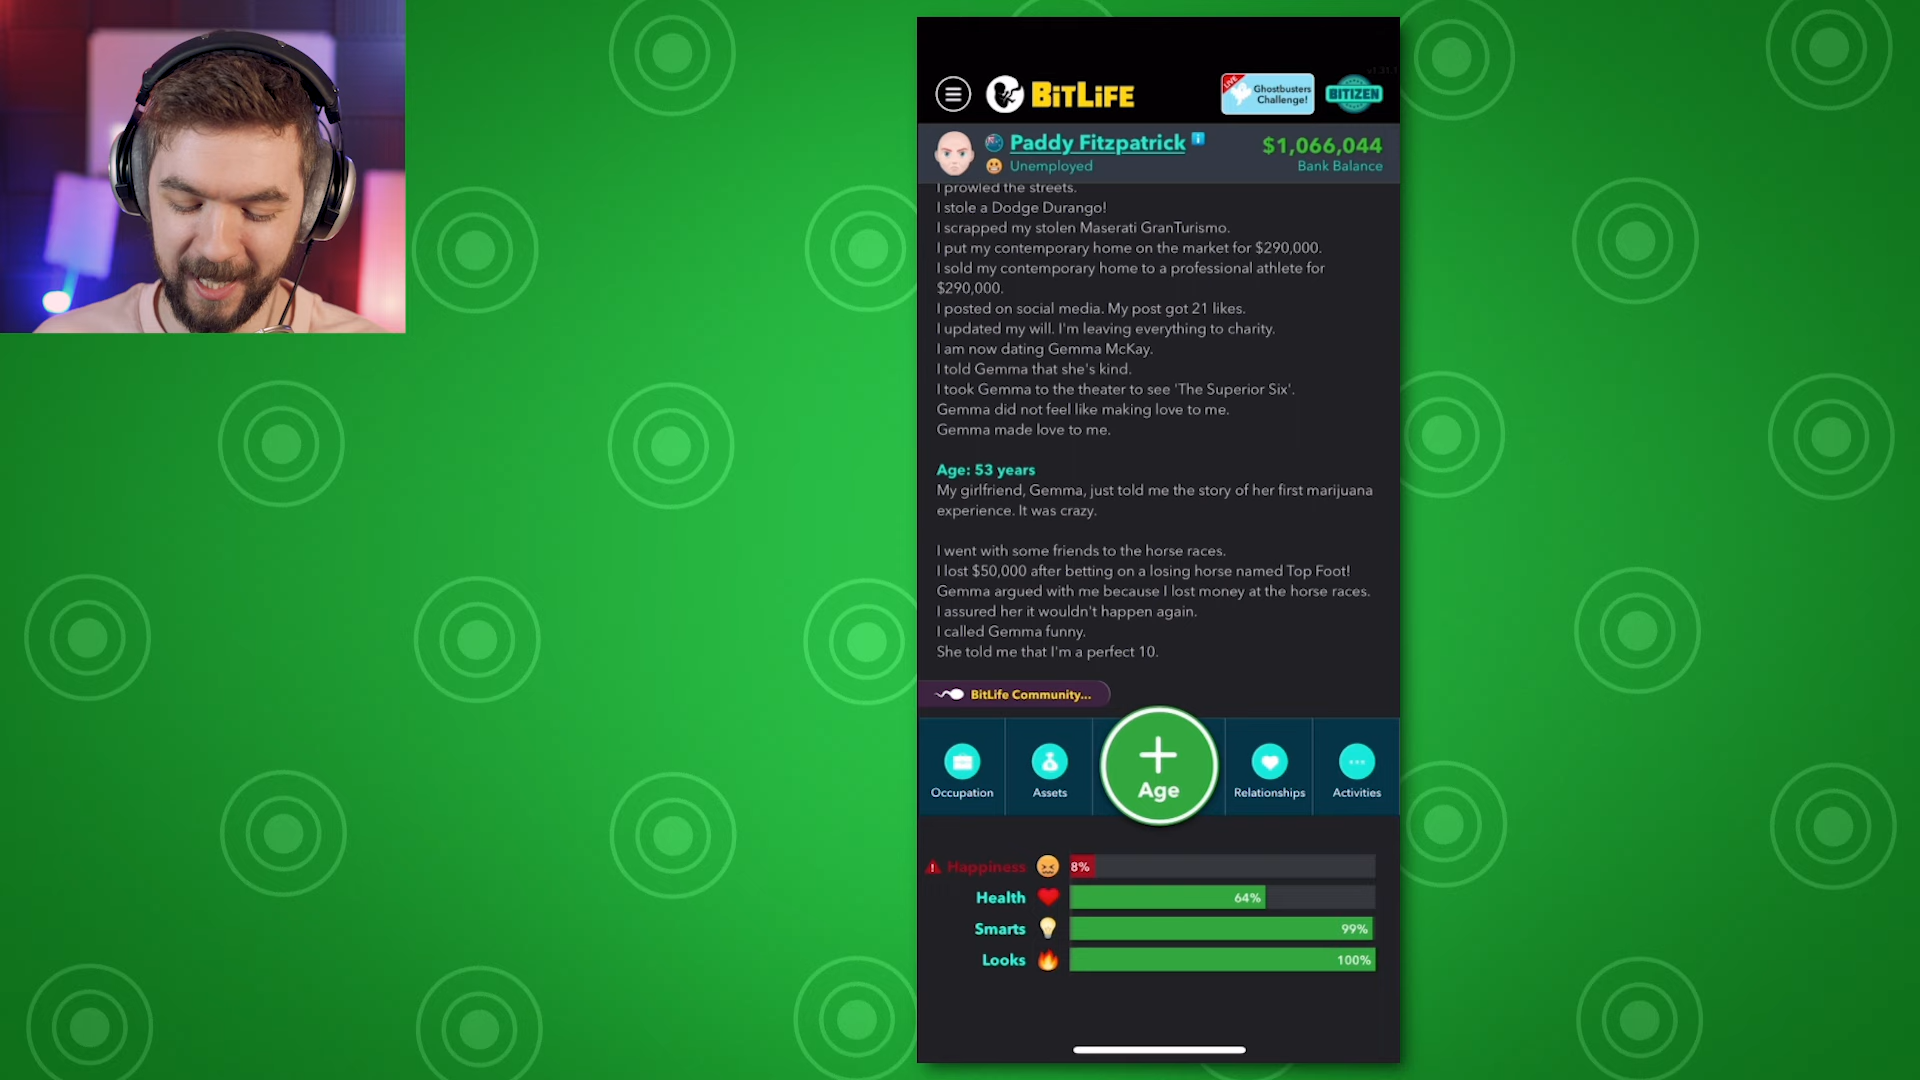 v1.31.1
BitLife
LIVE
Ghostbusters
Challenge!
BITIZEN
Paddy Fitzpatrick
$1,066,044
Unemployed
Bank Balance
I prowled the streets.
I stole a Dodge Durango!
I scrapped my stolen Maserati GranTurismo.
I put my contemporary home on the market for $290,000.
I sold my contemporary home to a professional athlete for
$290,000.
I posted on social media. My post got 21 likes.
I updated my will. I'm leaving everything to charity.
I am now dating Gemma McKay.
I told Gemma that she's kind.
I took Gemma to the theater to see 'The Superior Six'.
Gemma did not feel like making love to me.
Gemma made love to me.
Age: 53 years
My girlfriend, Gemma, just told me the story of her first marijuana
experience. It was crazy.
I went with some friends to the horse races.
I lost $50,000 after betting on a losing horse named Top Foot!
Gemma argued with me because I lost money at the horse races.
I assured her it wouldn't happen again.
I called Gemma funny.
She told me that I'm a perfect 10.
BitLife Community...
Occupation
Assets
Age
Relationships
Activities
Happiness 8%
Health 64%
Smarts 99%
Looks 100%